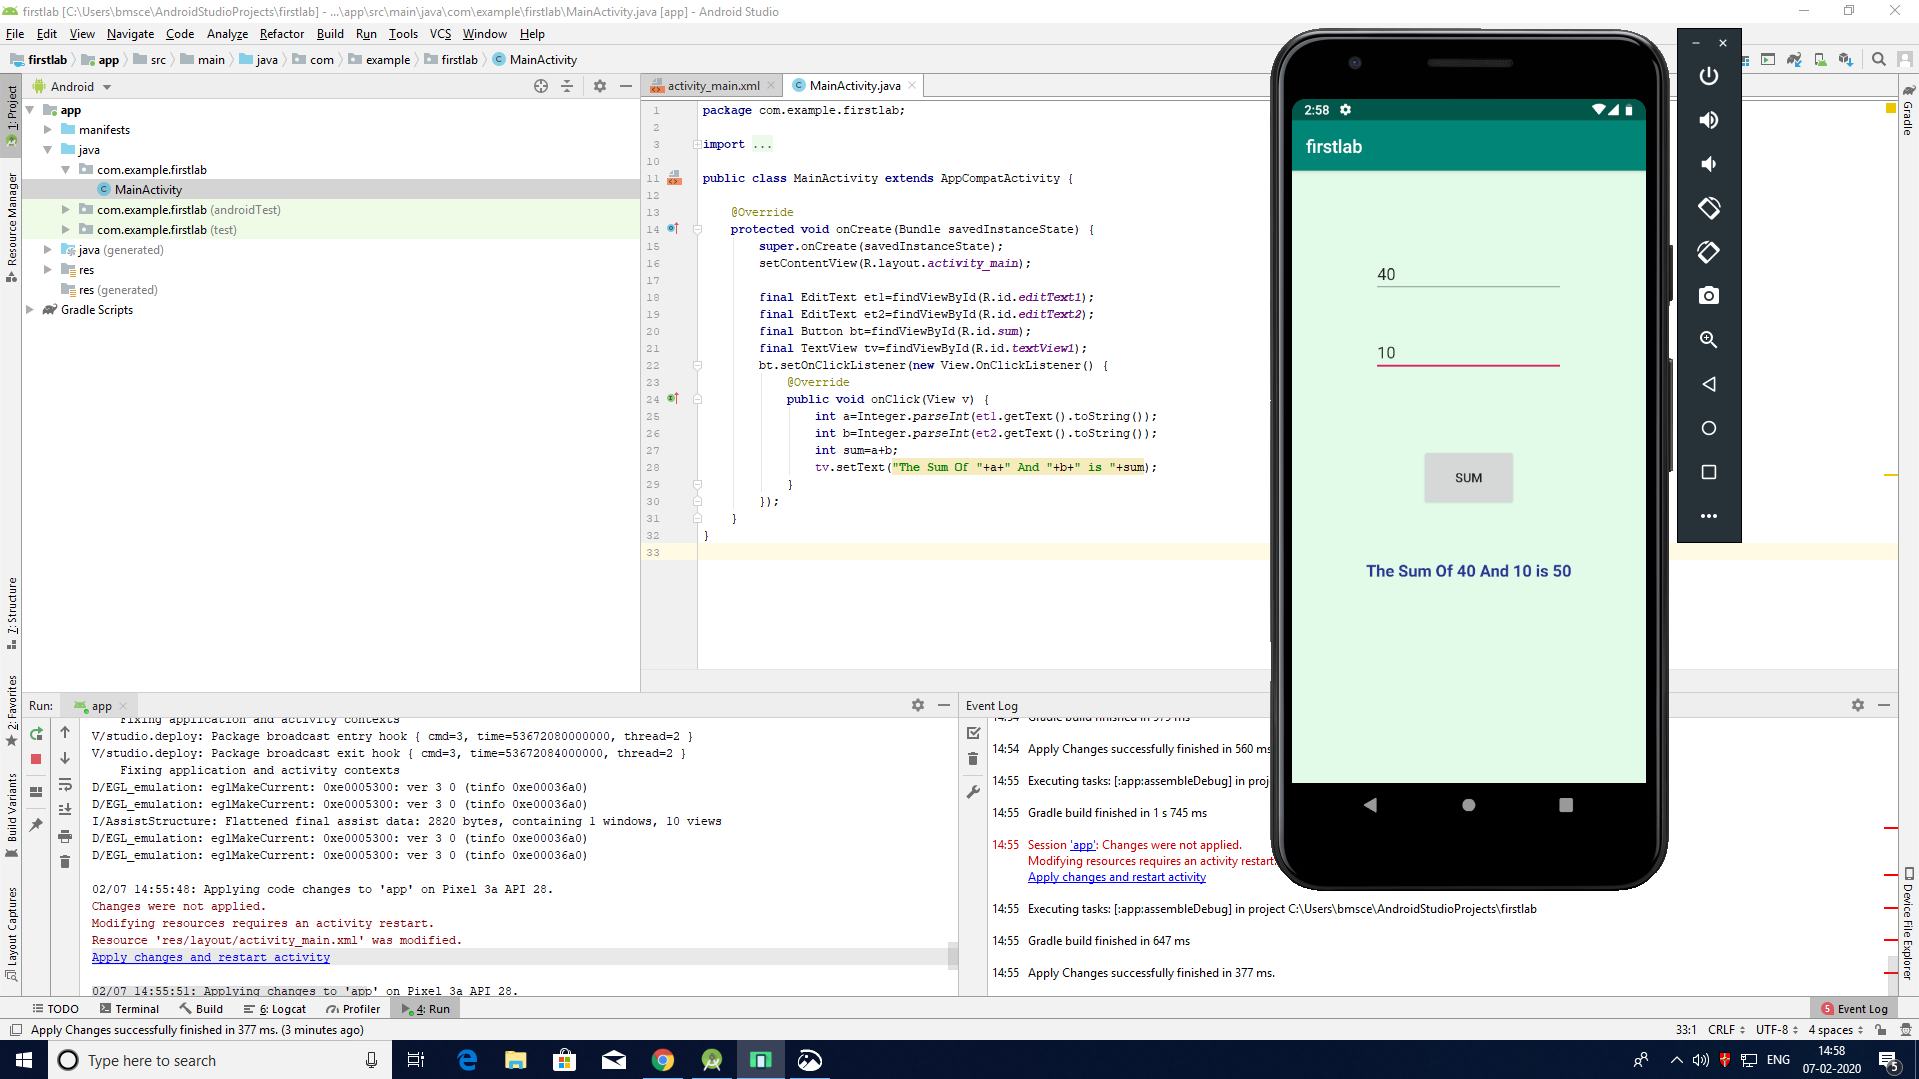 firstlab [C:\Users\bmsce\AndroidStudioProjects\firstlab] - ...\app\src\main\java\com\example\firstlab\MainActivity.java [app] - Android Studio
File Edit View Navigate Code Analyze Refactor Build Run Tools VCS Window Help
firstlab app src main java com example firstlab MainActivity
Android
activity_main.xml MainActivity.java
1: Project
Resource Manager
7: Structure
2: Favorites
Build Variants
Layout Captures
app
manifests
java
com.example.firstlab
MainActivity
com.example.firstlab (androidTest)
com.example.firstlab (test)
java (generated)
res
res (generated)
Gradle Scripts
1 package com.example.firstlab;
2
3 import ...
10
11 public class MainActivity extends AppCompatActivity {
12
13 @Override
14 protected void onCreate(Bundle savedInstanceState) {
15 super.onCreate(savedInstanceState);
16 setContentView(R.layout.activity_main);
17
18 final EditText et1=findViewById(R.id.editText1);
19 final EditText et2=findViewById(R.id.editText2);
20 final Button bt=findViewById(R.id.sum);
21 final TextView tv=findViewById(R.id.textView1);
22 bt.setOnClickListener(new View.OnClickListener() {
23 @Override
24 public void onClick(View v) {
25 int a=Integer.parseInt(et1.getText().toString());
26 int b=Integer.parseInt(et2.getText().toString());
27 int sum=a+b;
28 tv.setText("The Sum Of "+a+" And "+b+" is "+sum);
29 }
30 });
31 }
32 }
33
2:58
firstlab
40
10
SUM
The Sum Of 40 And 10 is 50
Gradle
Device File Explorer
Run: app
Fixing application and activity contexts
V/studio.deploy: Package broadcast entry hook { cmd=3, time=53672080000000, thread=2 }
V/studio.deploy: Package broadcast exit hook { cmd=3, time=53672084000000, thread=2 }
Fixing application and activity contexts
D/EGL_emulation: eglMakeCurrent: 0xe0005300: ver 3 0 (tinfo 0xe00036a0)
D/EGL_emulation: eglMakeCurrent: 0xe0005300: ver 3 0 (tinfo 0xe00036a0)
I/AssistStructure: Flattened final assist data: 2820 bytes, containing 1 windows, 10 views
D/EGL_emulation: eglMakeCurrent: 0xe0005300: ver 3 0 (tinfo 0xe00036a0)
D/EGL_emulation: eglMakeCurrent: 0xe0005300: ver 3 0 (tinfo 0xe00036a0)
02/07 14:55:48: Applying code changes to 'app' on Pixel 3a API 28.
Changes were not applied.
Modifying resources requires an activity restart.
Resource 'res/layout/activity_main.xml' was modified.
Apply changes and restart activity
02/07 14:55:51: Applying changes to 'app' on Pixel 3a API 28.
Event Log
14:54 Gradle build finished in 979 ms
14:54 Apply Changes successfully finished in 560 ms
14:55 Executing tasks: [:app:assembleDebug] in proj
14:55 Gradle build finished in 1 s 745 ms
14:55 Session 'app': Changes were not applied.
Modifying resources requires an activity restart.
Apply changes and restart activity
14:55 Executing tasks: [:app:assembleDebug] in project C:\Users\bmsce\AndroidStudioProjects\firstlab
14:55 Gradle build finished in 647 ms
14:55 Apply Changes successfully finished in 377 ms.
TODO Terminal Build 6: Logcat Profiler 4: Run 5 Event Log
Apply Changes successfully finished in 377 ms. (3 minutes ago) 33:1 CRLF UTF-8 4 spaces
Type here to search
ENG
14:58
07-02-2020
5